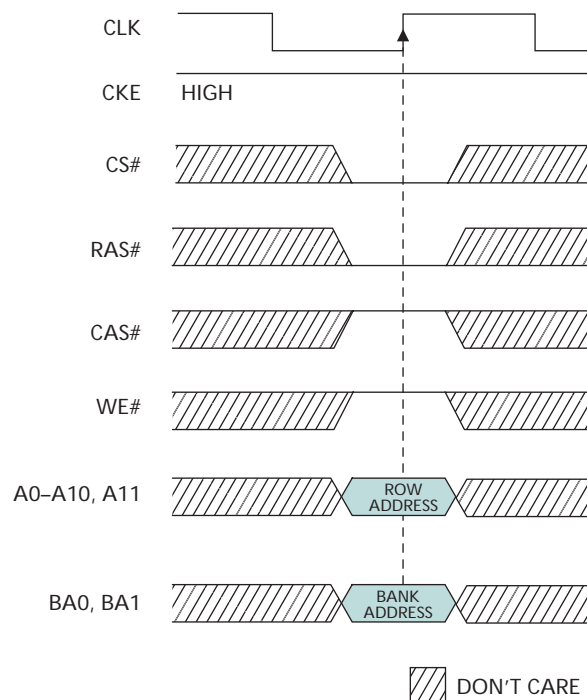 CLK
CKE HIGH
CS#
RAS#
CAS#
WE#
A0–A10, A11 ROW
ADDRESS
BA0, BA1 BANK
ADDRESS
DON'T CARE